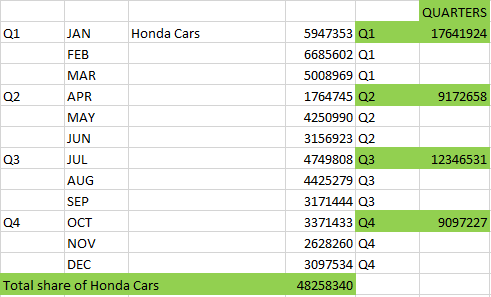 QUARTERS
Q1 JAN Honda Cars 5947353 Q1 17641924
FEB 6685602 Q1
MAR 5008969 Q1
Q2 APR 1764745 Q2 9172658
MAY 4250990 Q2
JUN 3156923 Q2
Q3 JUL 4749808 Q3 12346531
AUG 4425279 Q3
SEP 3171444 Q3
Q4 OCT 3371433 Q4 9097227
NOV 2628260 Q4
DEC 3097534 Q4
Total share of Honda Cars 48258340